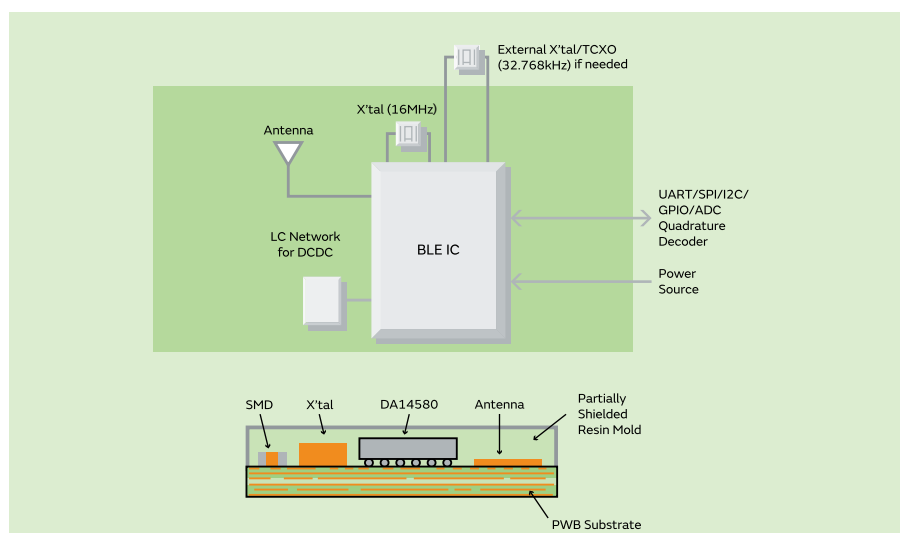 External X'tal/TCXO
(32.768kHz) if needed
X'tal (16MHz)
Antenna
UART/SPI/I2C/
GPIO/ADC
Quadrature
Decoder
LC Network
for DCDC
BLE IC
Power
Source
SMD
X'tal
DA14580
Antenna
Partially
Shielded
Resin Mold
PWB Substrate